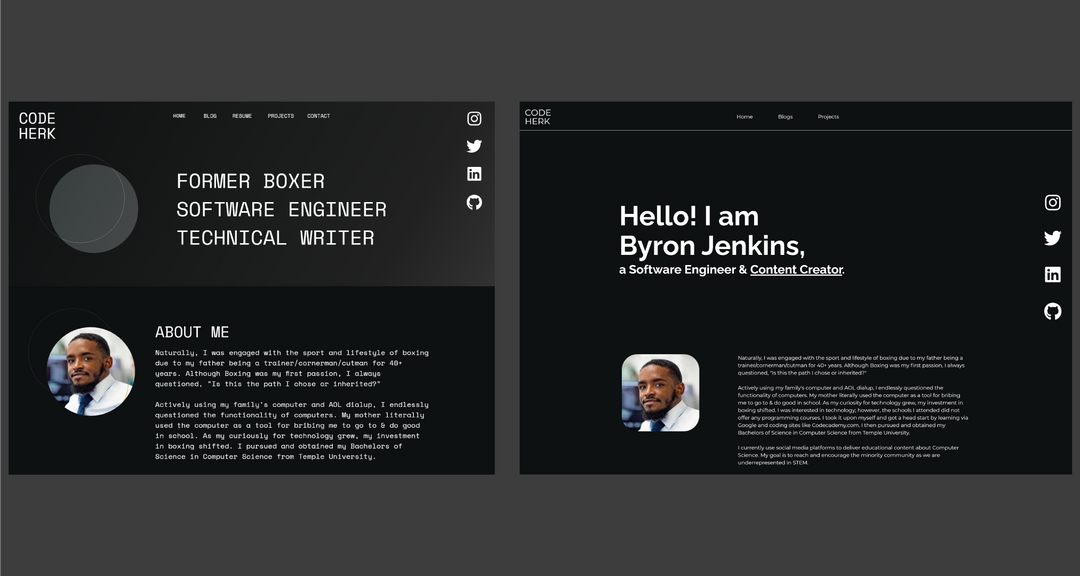 CODE
HERK
HOME
BLOG
RESUME
PROJECTS
CONTACT
FORMER BOXER
SOFTWARE ENGINEER
TECHNICAL WRITER
ABOUT ME
Naturally, I was engaged with the sport and lifestyle of boxing
due to my father being a trainer/cornerman/cutman for 40+
years. Although Boxing was my first passion, I always
questioned, "Is this the path I chose or inherited?"
Actively using my family's computer and AOL dialup, I endlessly
questioned the functionality of computers. My mother literally
used the computer as a tool for bribing me to go to & do good
in school. As my curiously for technology grew, my investment
in boxing shifted. I pursued and obtained my Bachelors of
Science in Computer Science from Temple University.
CODE
HERK
Home
Blogs
Projects
Hello! I am
Byron Jenkins,
a Software Engineer & Content Creator.
Naturally, I was engaged with the sport and lifestyle of boxing due to my father being a
trainer/cornerman/cutman for 40+ years. Although Boxing was my first passion, I always
questioned, "Is this the path I chose or inherited?"
Actively using my family's computer and AOL dialup, I endlessly questioned the
functionality of computers. My mother literally used the computer as a tool for bribing
me to go to & do good in school. As my curiosity for technology grew, my investment in
boxing shifted. I was interested in technology; however, the schools I attended did not
offer any programming courses. I took it upon myself and got a head start by learning via
Google and coding sites like Codecademy.com. I then pursued and obtained my
Bachelors of Science in Computer Science from Temple University.
I currently use social media platforms to deliver educational content about Computer
Science. My goal is to reach and encourage the minority community as we are
underrepresented in STEM.